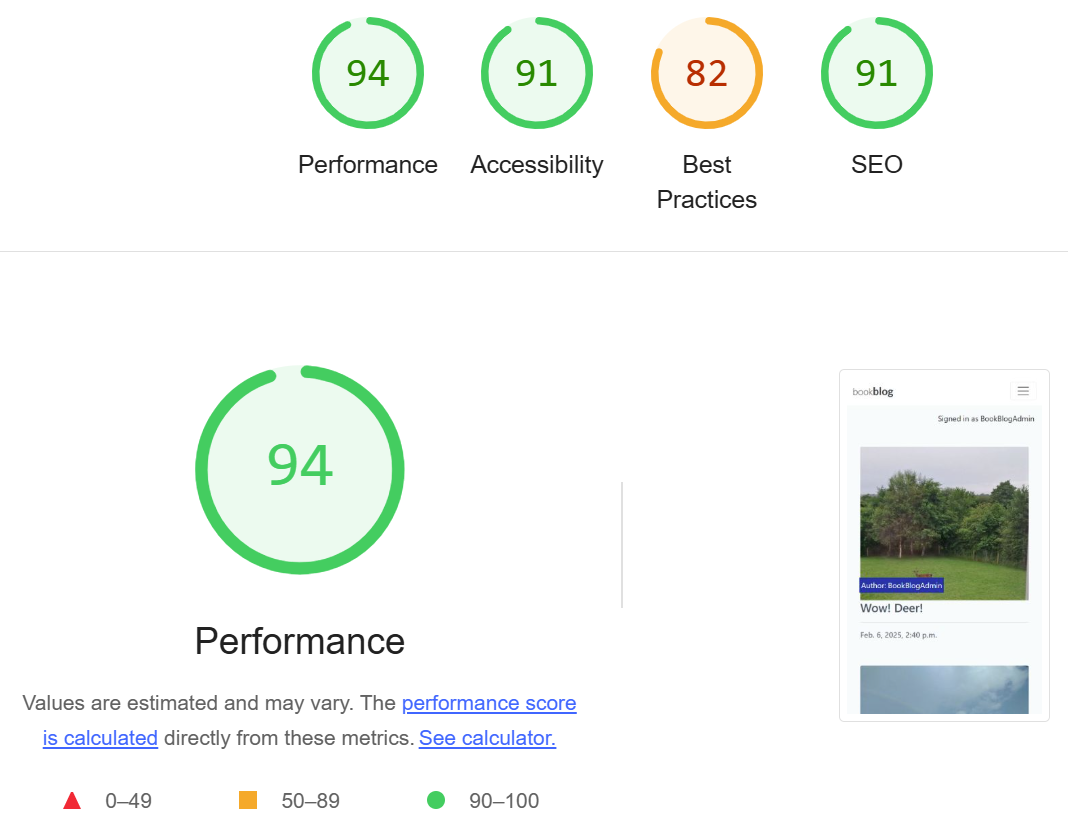 94
91
82
91
Performance
Accessibility
Best
Practices
SEO
94
Performance
Values are estimated and may vary. The performance score
is calculated directly from these metrics. See calculator.
0–49
50–89
90–100
bookblog
Signed in as BookBlogAdmin
Author: BookBlogAdmin
Wow! Deer!
Feb. 6, 2025, 2:40 p.m.